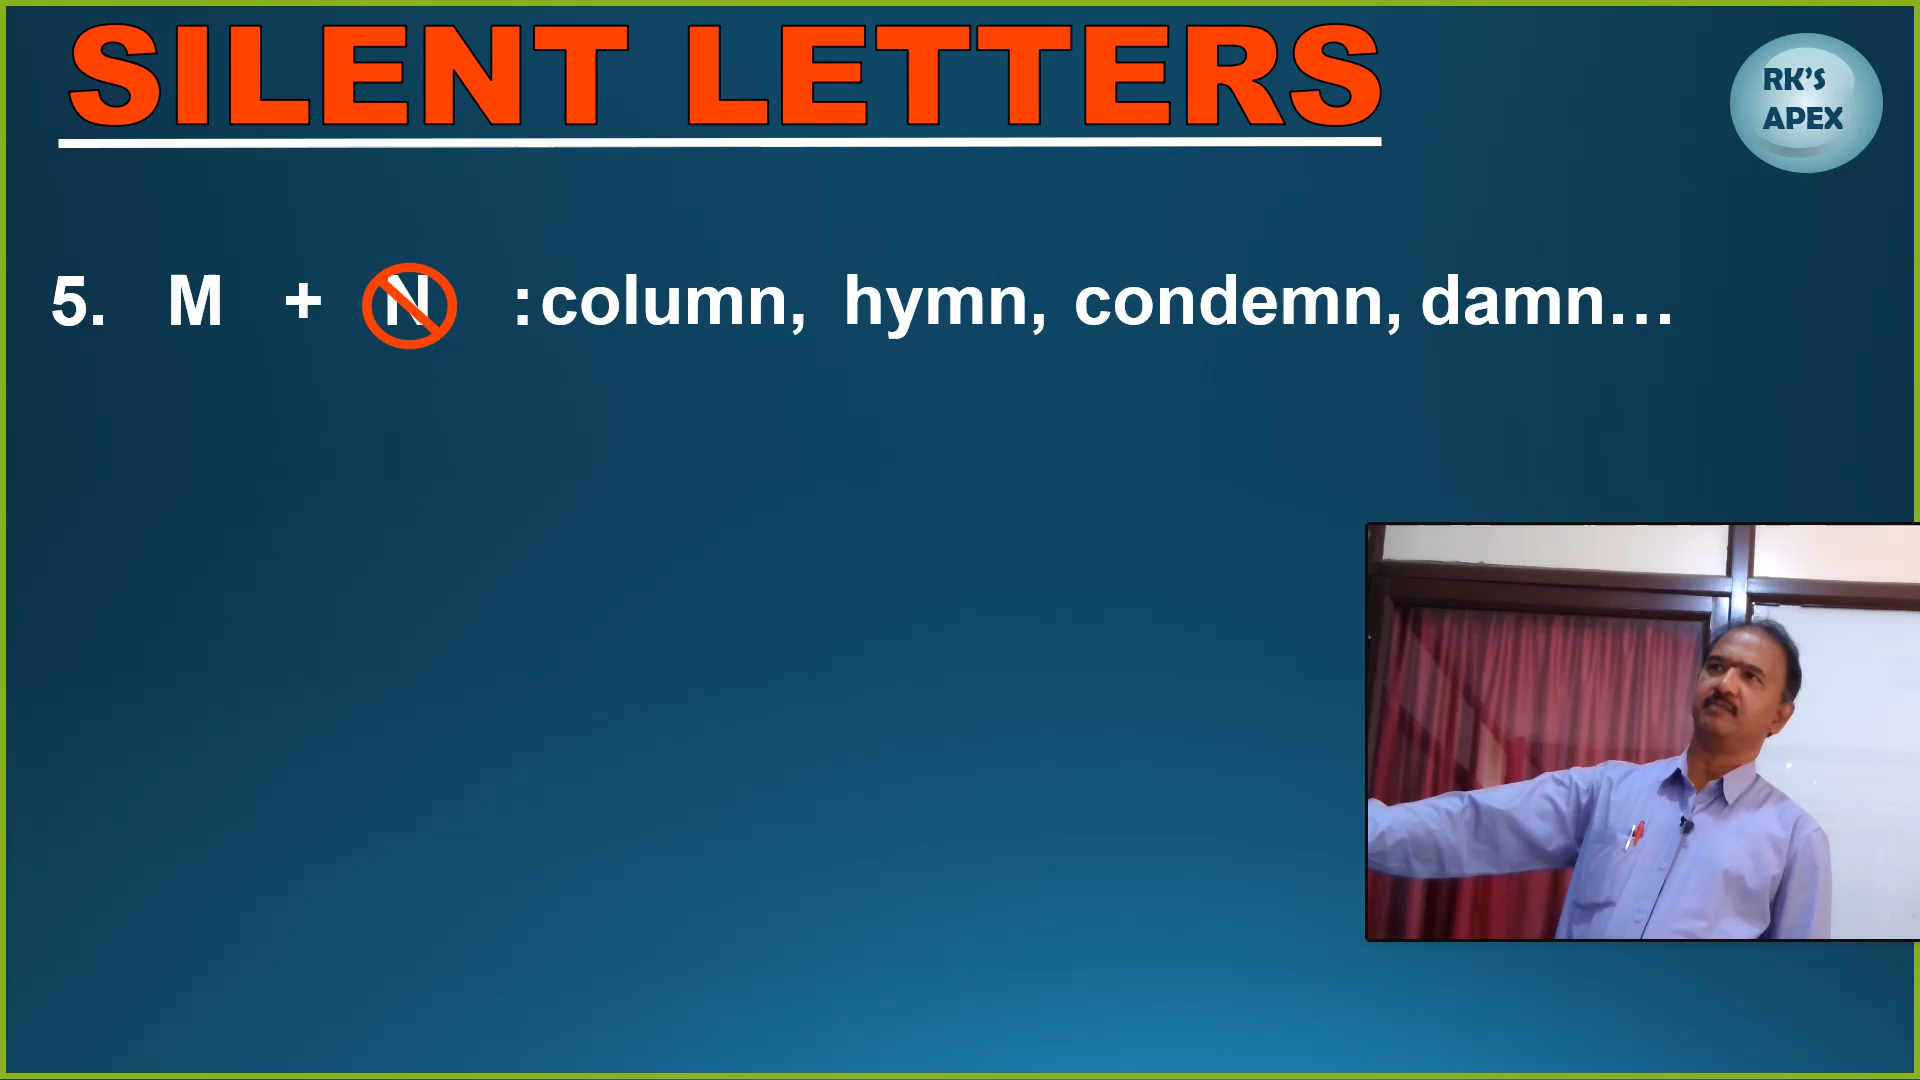 SILENT LETTERS
RK'S
APEX
5. M + N : column, hymn, condemn, damn...